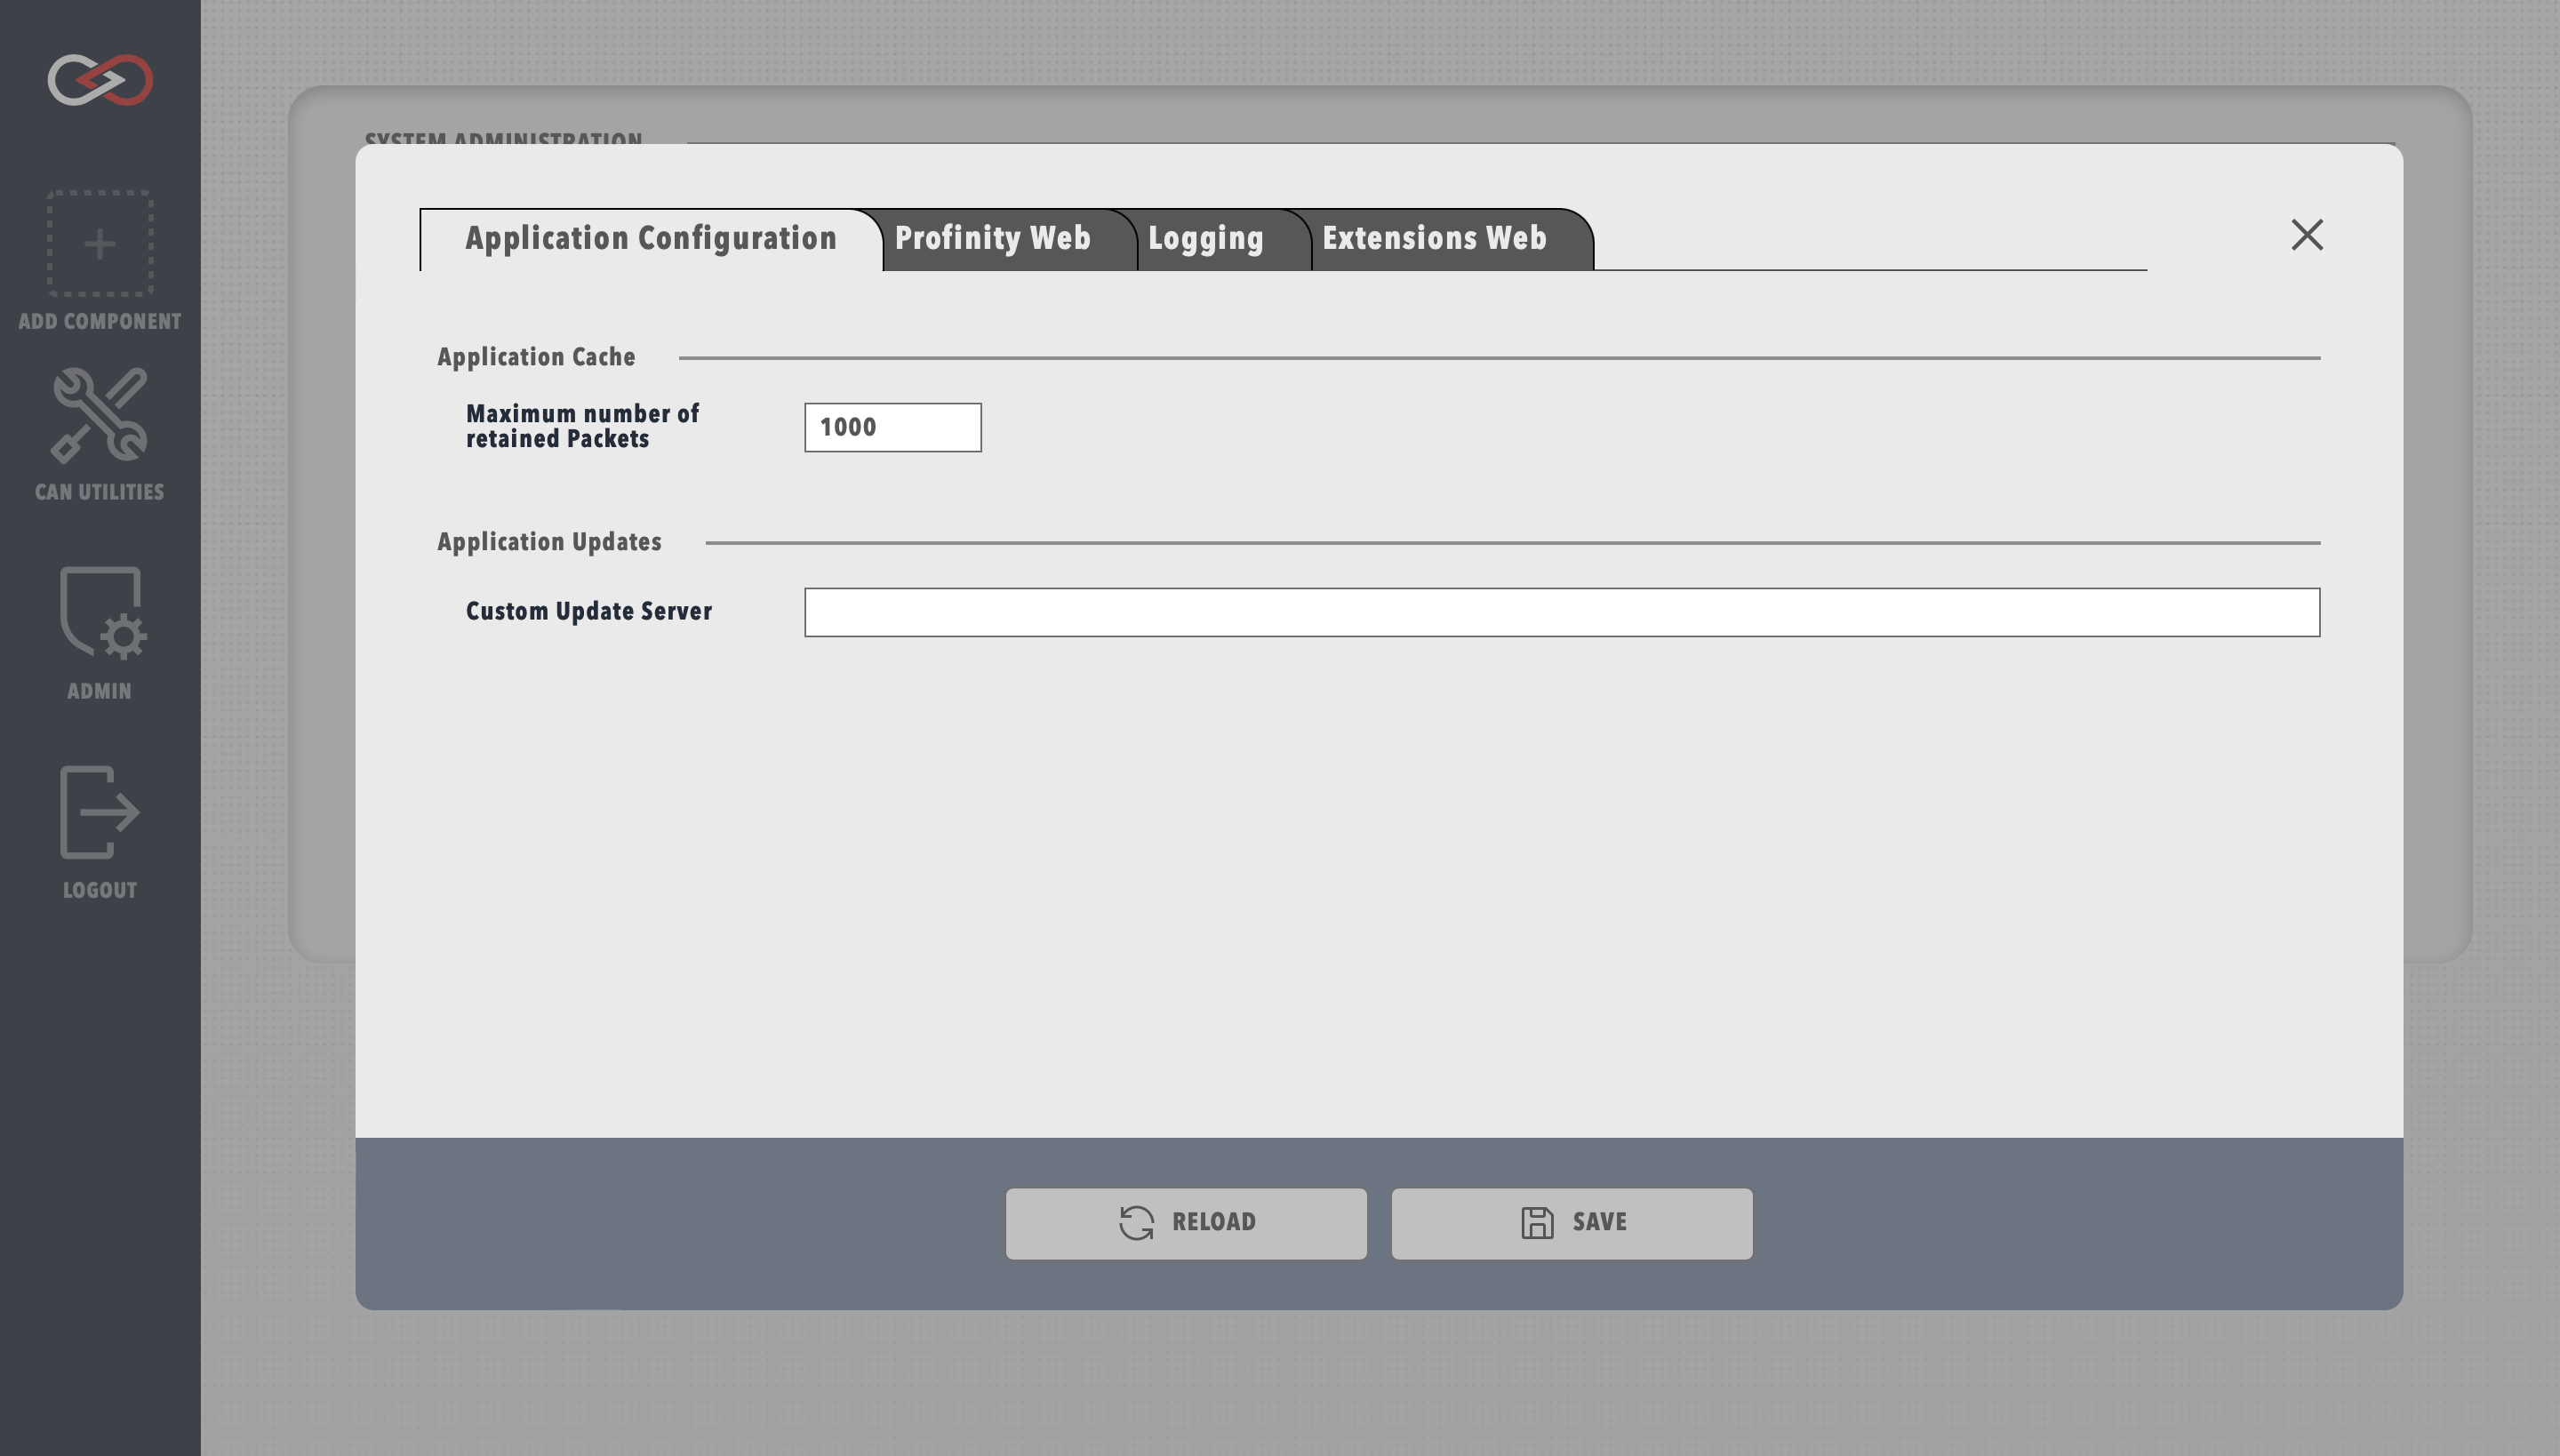 SYSTEM ADMINISTRATION
Application Configuration
Profinity Web
Logging
Extensions Web
ADD COMPONENT
CAN UTILITIES
ADMIN
LOGOUT
Application Cache
Maximum number of
retained Packets
1000
Application Updates
Custom Update Server
RELOAD
SAVE